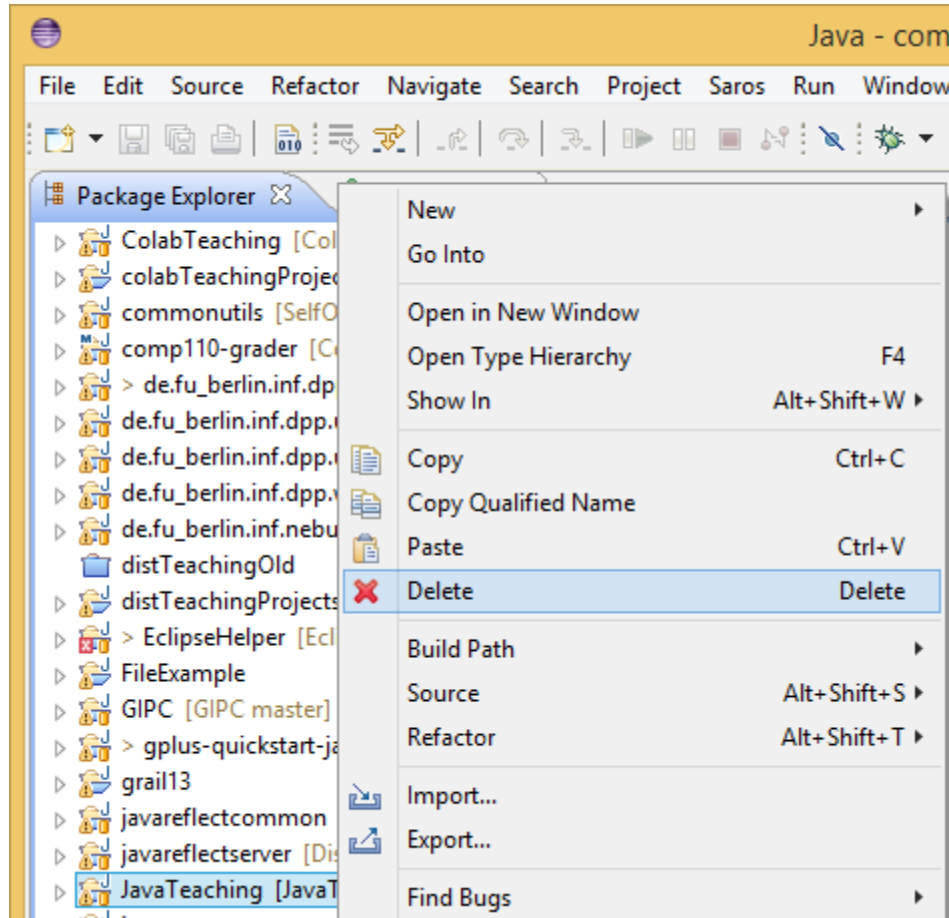 Java - com
File Edit Source Refactor Navigate Search Project Saros Run Window
010
Package Explorer
ColabTeaching [Col
colabTeachingProjec
commonutils [SelfO
comp110-grader [Co
> de.fu_berlin.inf.dp
de.fu_berlin.inf.dpp.u
de.fu_berlin.inf.dpp.u
de.fu_berlin.inf.dpp.w
de.fu_berlin.inf.nebu
distTeachingOld
distTeachingProjects
> EclipseHelper [Ecl
FileExample
GIPC [GIPC master]
> gplus-quickstart-ja
grail13
javareflectcommon
javareflectserver [Dis
JavaTeaching [JavaT
New
Go Into
Open in New Window
Open Type Hierarchy F4
Show In Alt+Shift+W
Copy Ctrl+C
Copy Qualified Name
Paste Ctrl+V
Delete Delete
Build Path
Source Alt+Shift+S
Refactor Alt+Shift+T
Import...
Export...
Find Bugs